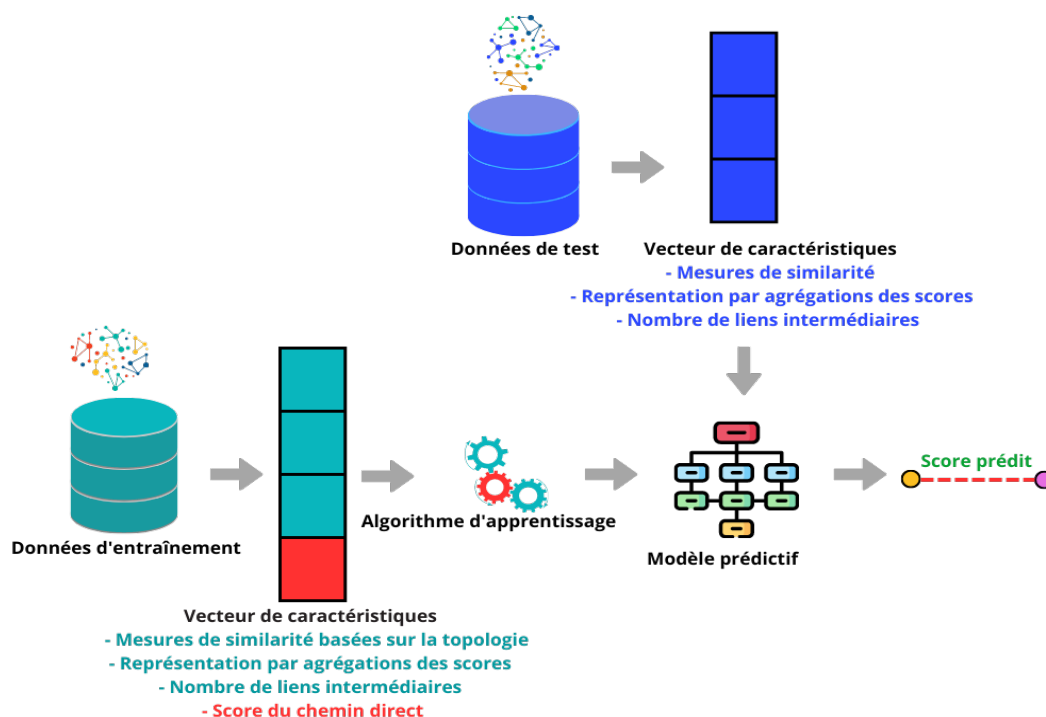 Données de test
Vecteur de caractéristiques
- Mesures de similarité
- Représentation par agrégations des scores
- Nombre de liens intermédiaires
Données d'entraînement
Vecteur de caractéristiques
- Mesures de similarité basées sur la topologie
- Représentation par agrégations des scores
- Nombre de liens intermédiaires
- Score du chemin direct
Algorithme d'apprentissage
Modèle prédictif
Score prédit